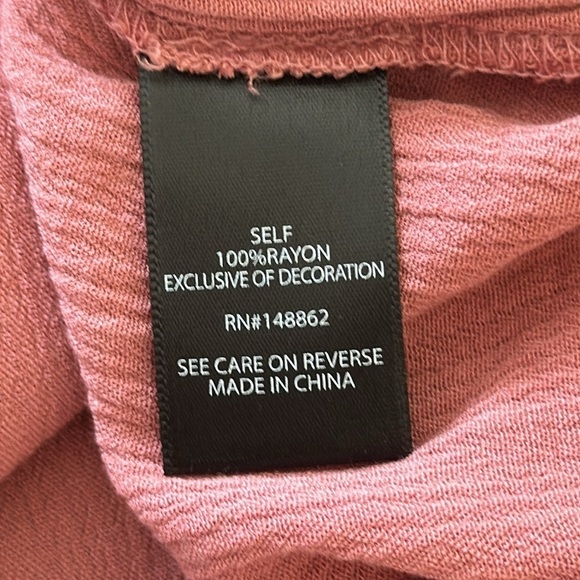 SELF
100%RAYON
EXCLUSIVE OF DECORATION
RN#148862
SEE CARE ON REVERSE
MADE IN CHINA